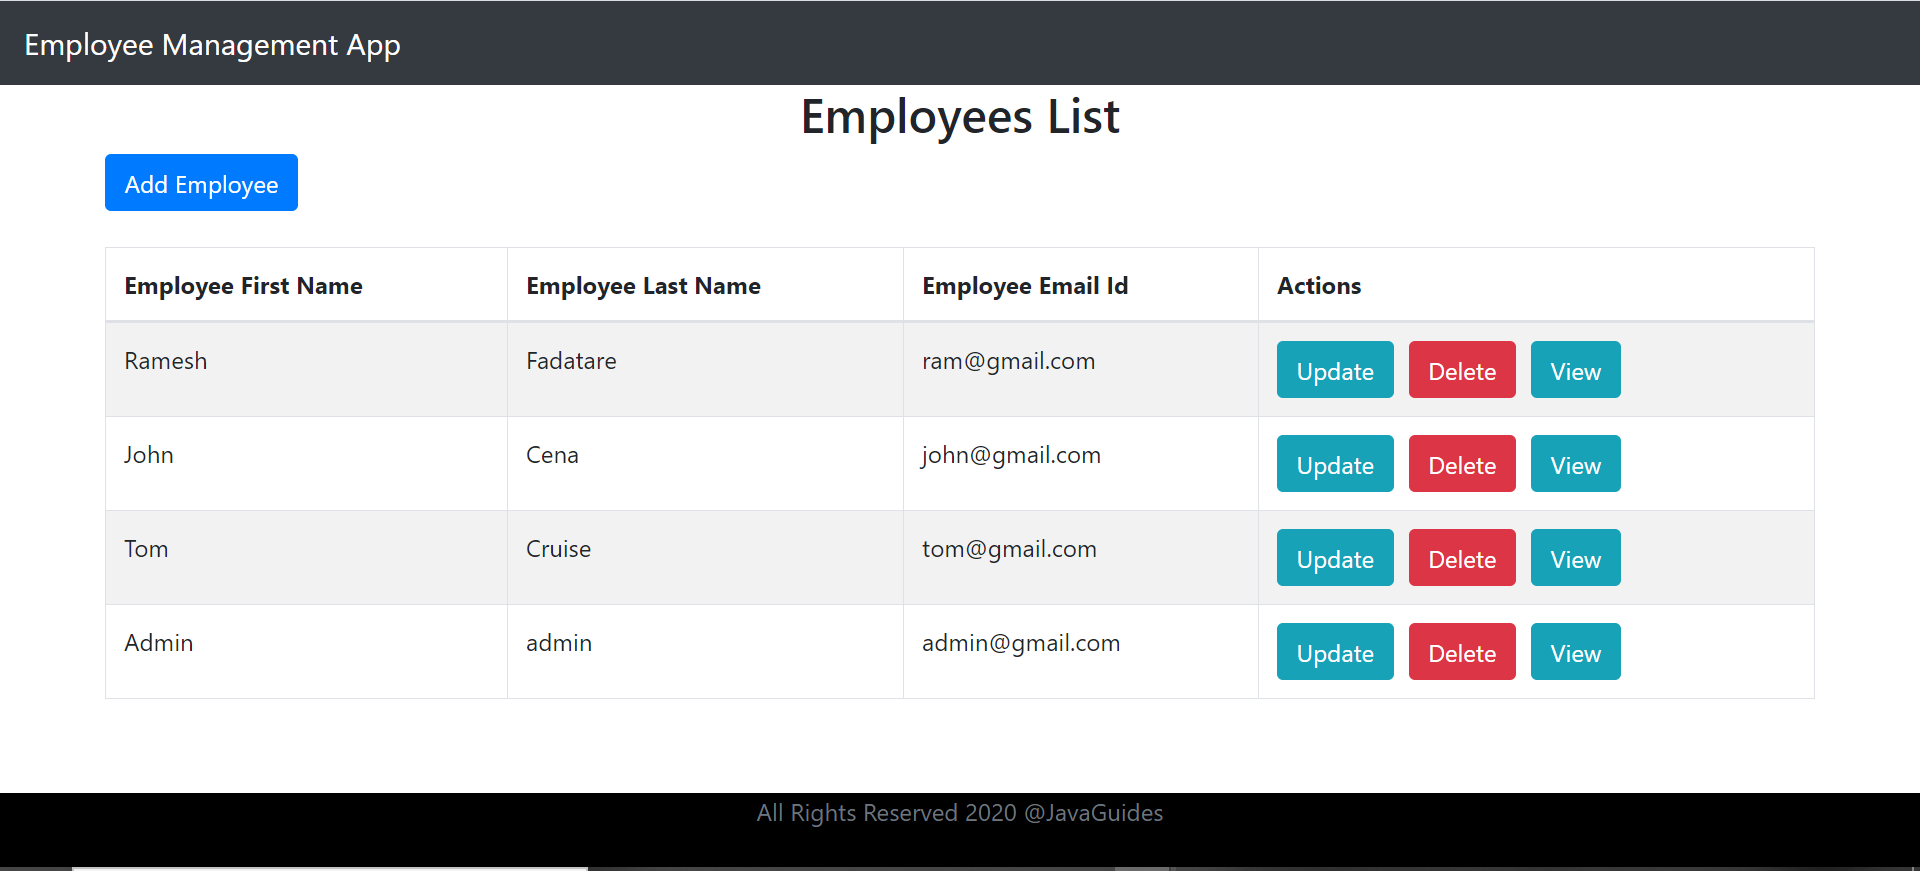 Employee Management App
Employees List
Add Employee
Employee First Name Employee Last Name Employee Email Id Actions
Ramesh Fadatare ram@gmail.com Update Delete View
John Cena john@gmail.com Update Delete View
Tom Cruise tom@gmail.com Update Delete View
Admin admin admin@gmail.com Update Delete View
All Rights Reserved 2020 @JavaGuides